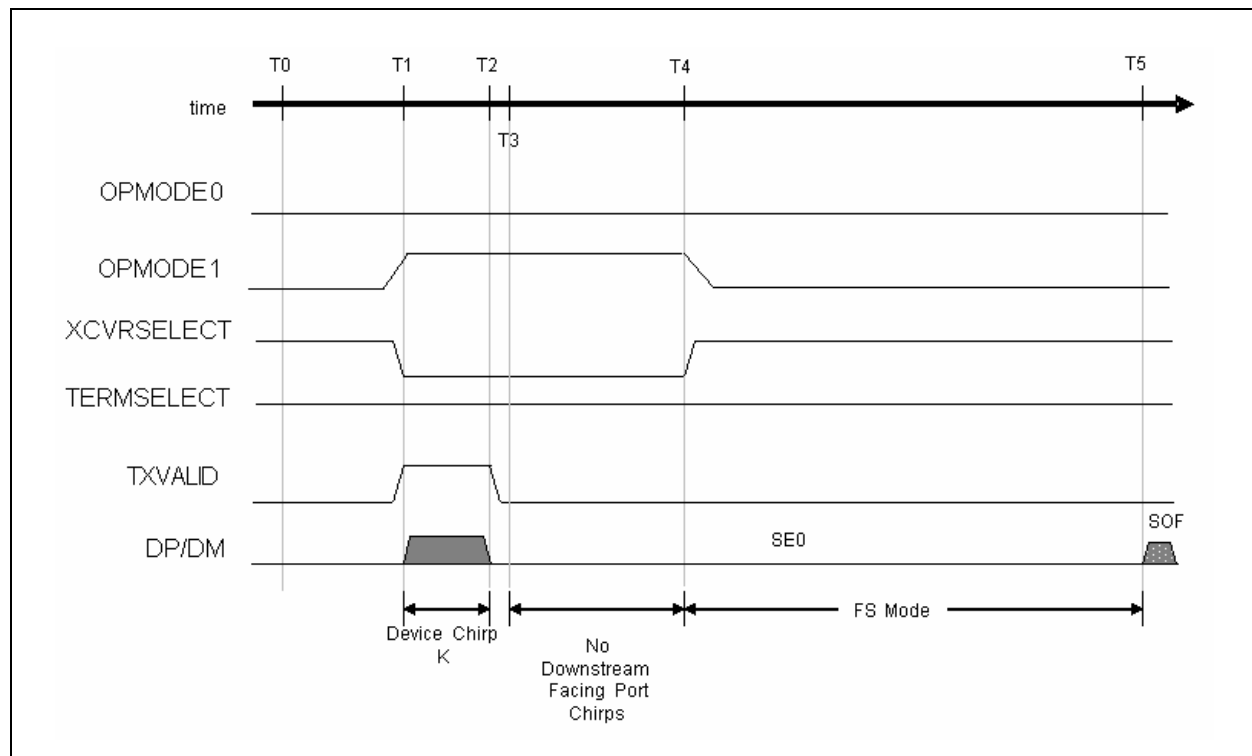 T0 T1 T2 T4 T5
time
T3
OPMODE0
OPMODE1
XCVRSELECT
TERMSELECT
TXVALID
SOF
SE0
DP/DM
FS Mode
Device Chirp
K
No
Downstream
Facing Port
Chirps